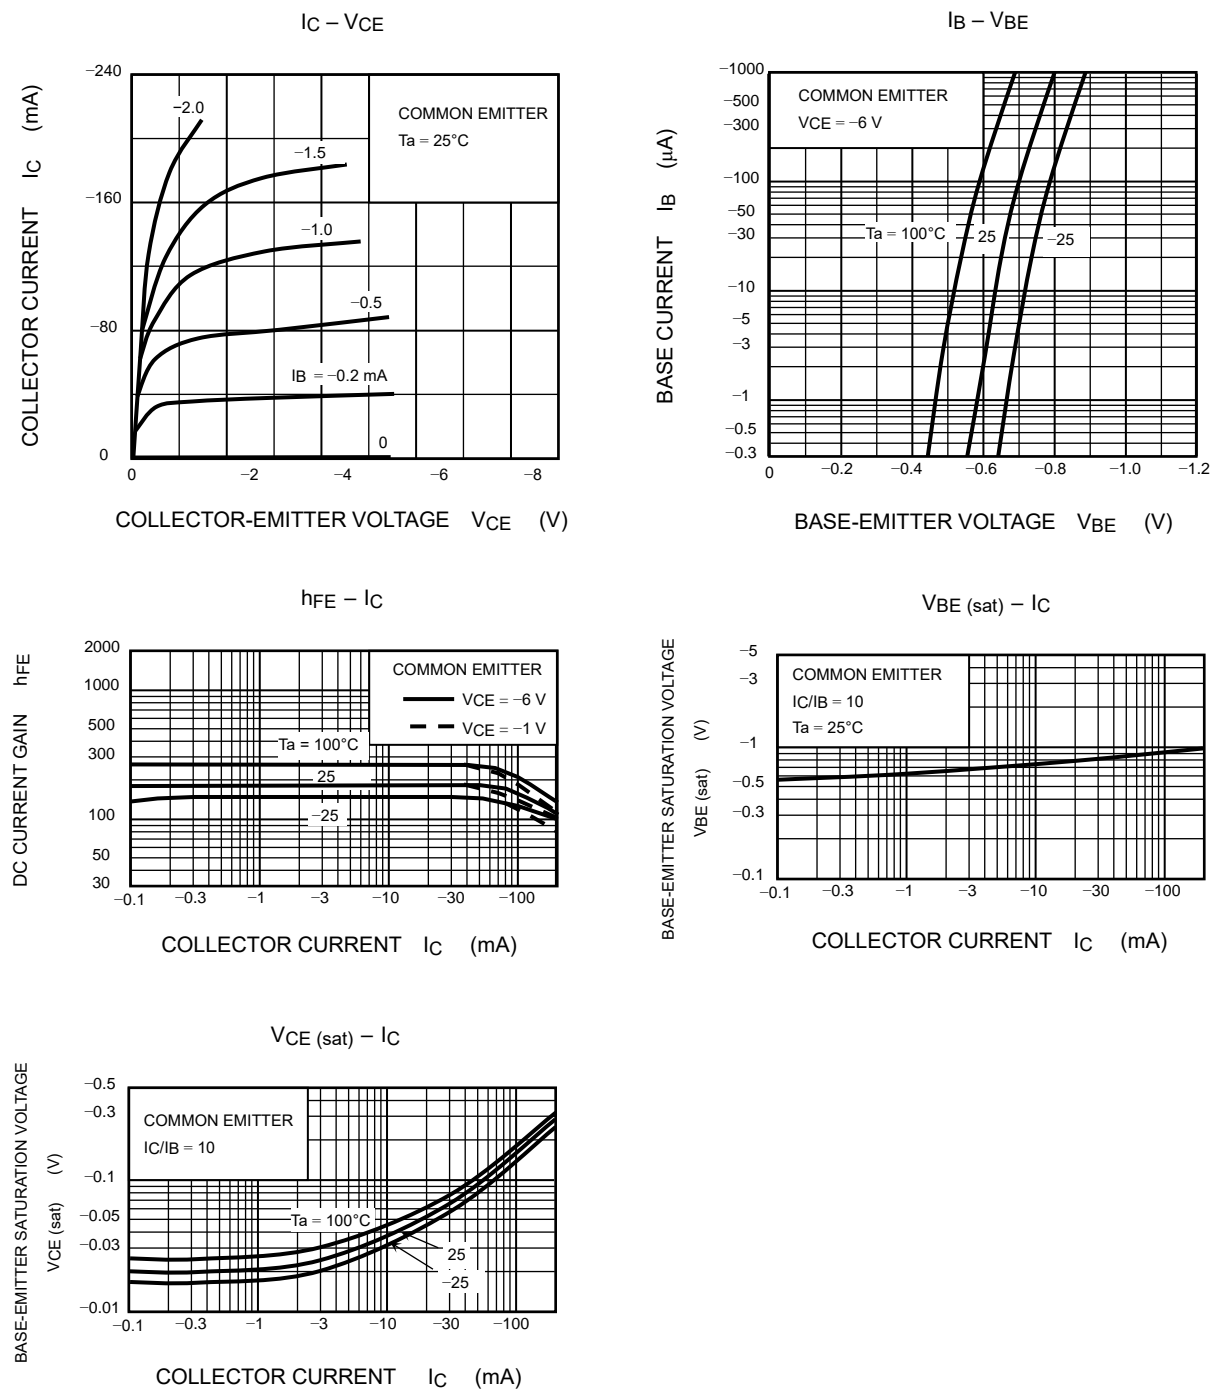 IC – VCE
COLLECTOR CURRENT IC (mA)
−240
−160
−80
0
−2.0
−1.5
−1.0
−0.5
IB = −0.2 mA
0
COMMON EMITTER
Ta = 25°C
0 −2 −4 −6 −8
COLLECTOR-EMITTER VOLTAGE VCE (V)
IB – VBE
BASE CURRENT IB (μA)
−1000
−500
−300
−100
−50
−30
−10
−5
−3
−1
−0.5
−0.3
COMMON EMITTER
VCE = −6 V
Ta = 100°C 25 −25
0 −0.2 −0.4 −0.6 −0.8 −1.0 −1.2
BASE-EMITTER VOLTAGE VBE (V)
hFE – IC
DC CURRENT GAIN hFE
2000
1000
500
300
100
50
30
COMMON EMITTER
VCE = −6 V
VCE = −1 V
Ta = 100°C
25
−25
−0.1 −0.3 −1 −3 −10 −30 −100
COLLECTOR CURRENT IC (mA)
VBE (sat) – IC
BASE-EMITTER SATURATION VOLTAGE
VBE (sat) (V)
−5
−3
−1
−0.5
−0.3
−0.1
COMMON EMITTER
IC/IB = 10
Ta = 25°C
−0.1 −0.3 −1 −3 −10 −30 −100
COLLECTOR CURRENT IC (mA)
VCE (sat) – IC
BASE-EMITTER SATURATION VOLTAGE
VCE (sat) (V)
−0.5
−0.3
−0.1
−0.05
−0.03
−0.01
COMMON EMITTER
IC/IB = 10
Ta = 100°C
25
−25
−0.1 −0.3 −1 −3 −10 −30 −100
COLLECTOR CURRENT IC (mA)